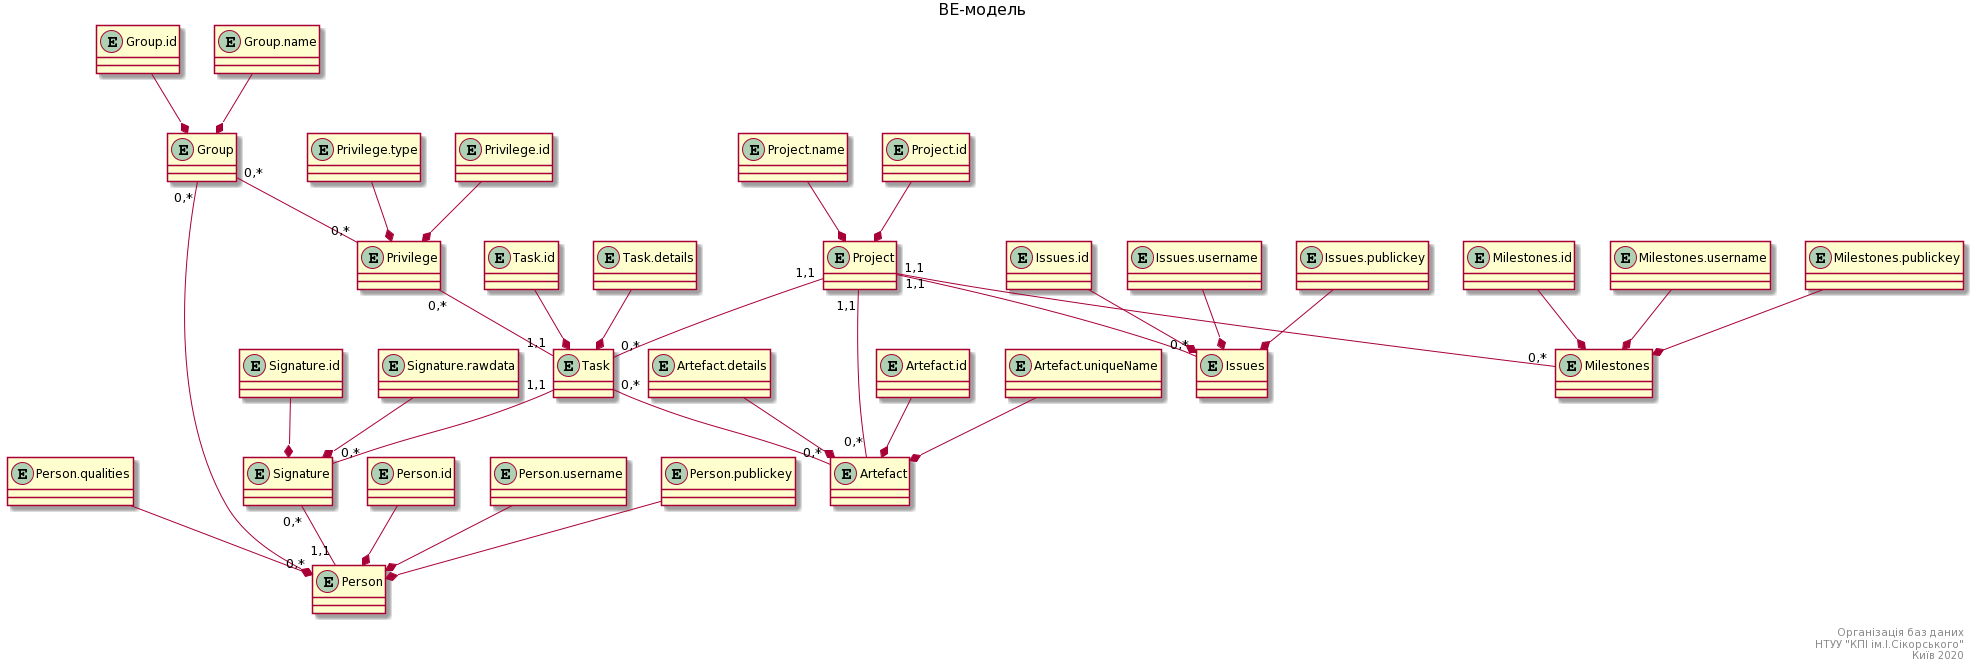 ВЕ-модель
E Group.id
E Group.name
E Group
E Privilege.type
E Privilege.id
E Project.name
E Project.id
0,*
0,*
0,*
E Privilege
E Task.id
E Task.details
E Project
E Issues.id
E Issues.username
E Issues.publickey
E Milestones.id
E Milestones.username
E Milestones.publickey
1,1
1,1
1,1
0,*
1,1
1,1
0,*
0,*
0,*
E Signature.id
E Signature.rawdata
E Task
E Artefact.details
E Artefact.id
E Artefact.uniqueName
E Issues
E Milestones
1,1
0,*
0,*
0,*
0,*
E Person.qualities
E Signature
E Person.id
E Person.username
E Person.publickey
E Artefact
0,*
1,1
0,*
E Person
Організація баз даних
НТУУ "КПІ ім.І.Сікорського"
Київ 2020